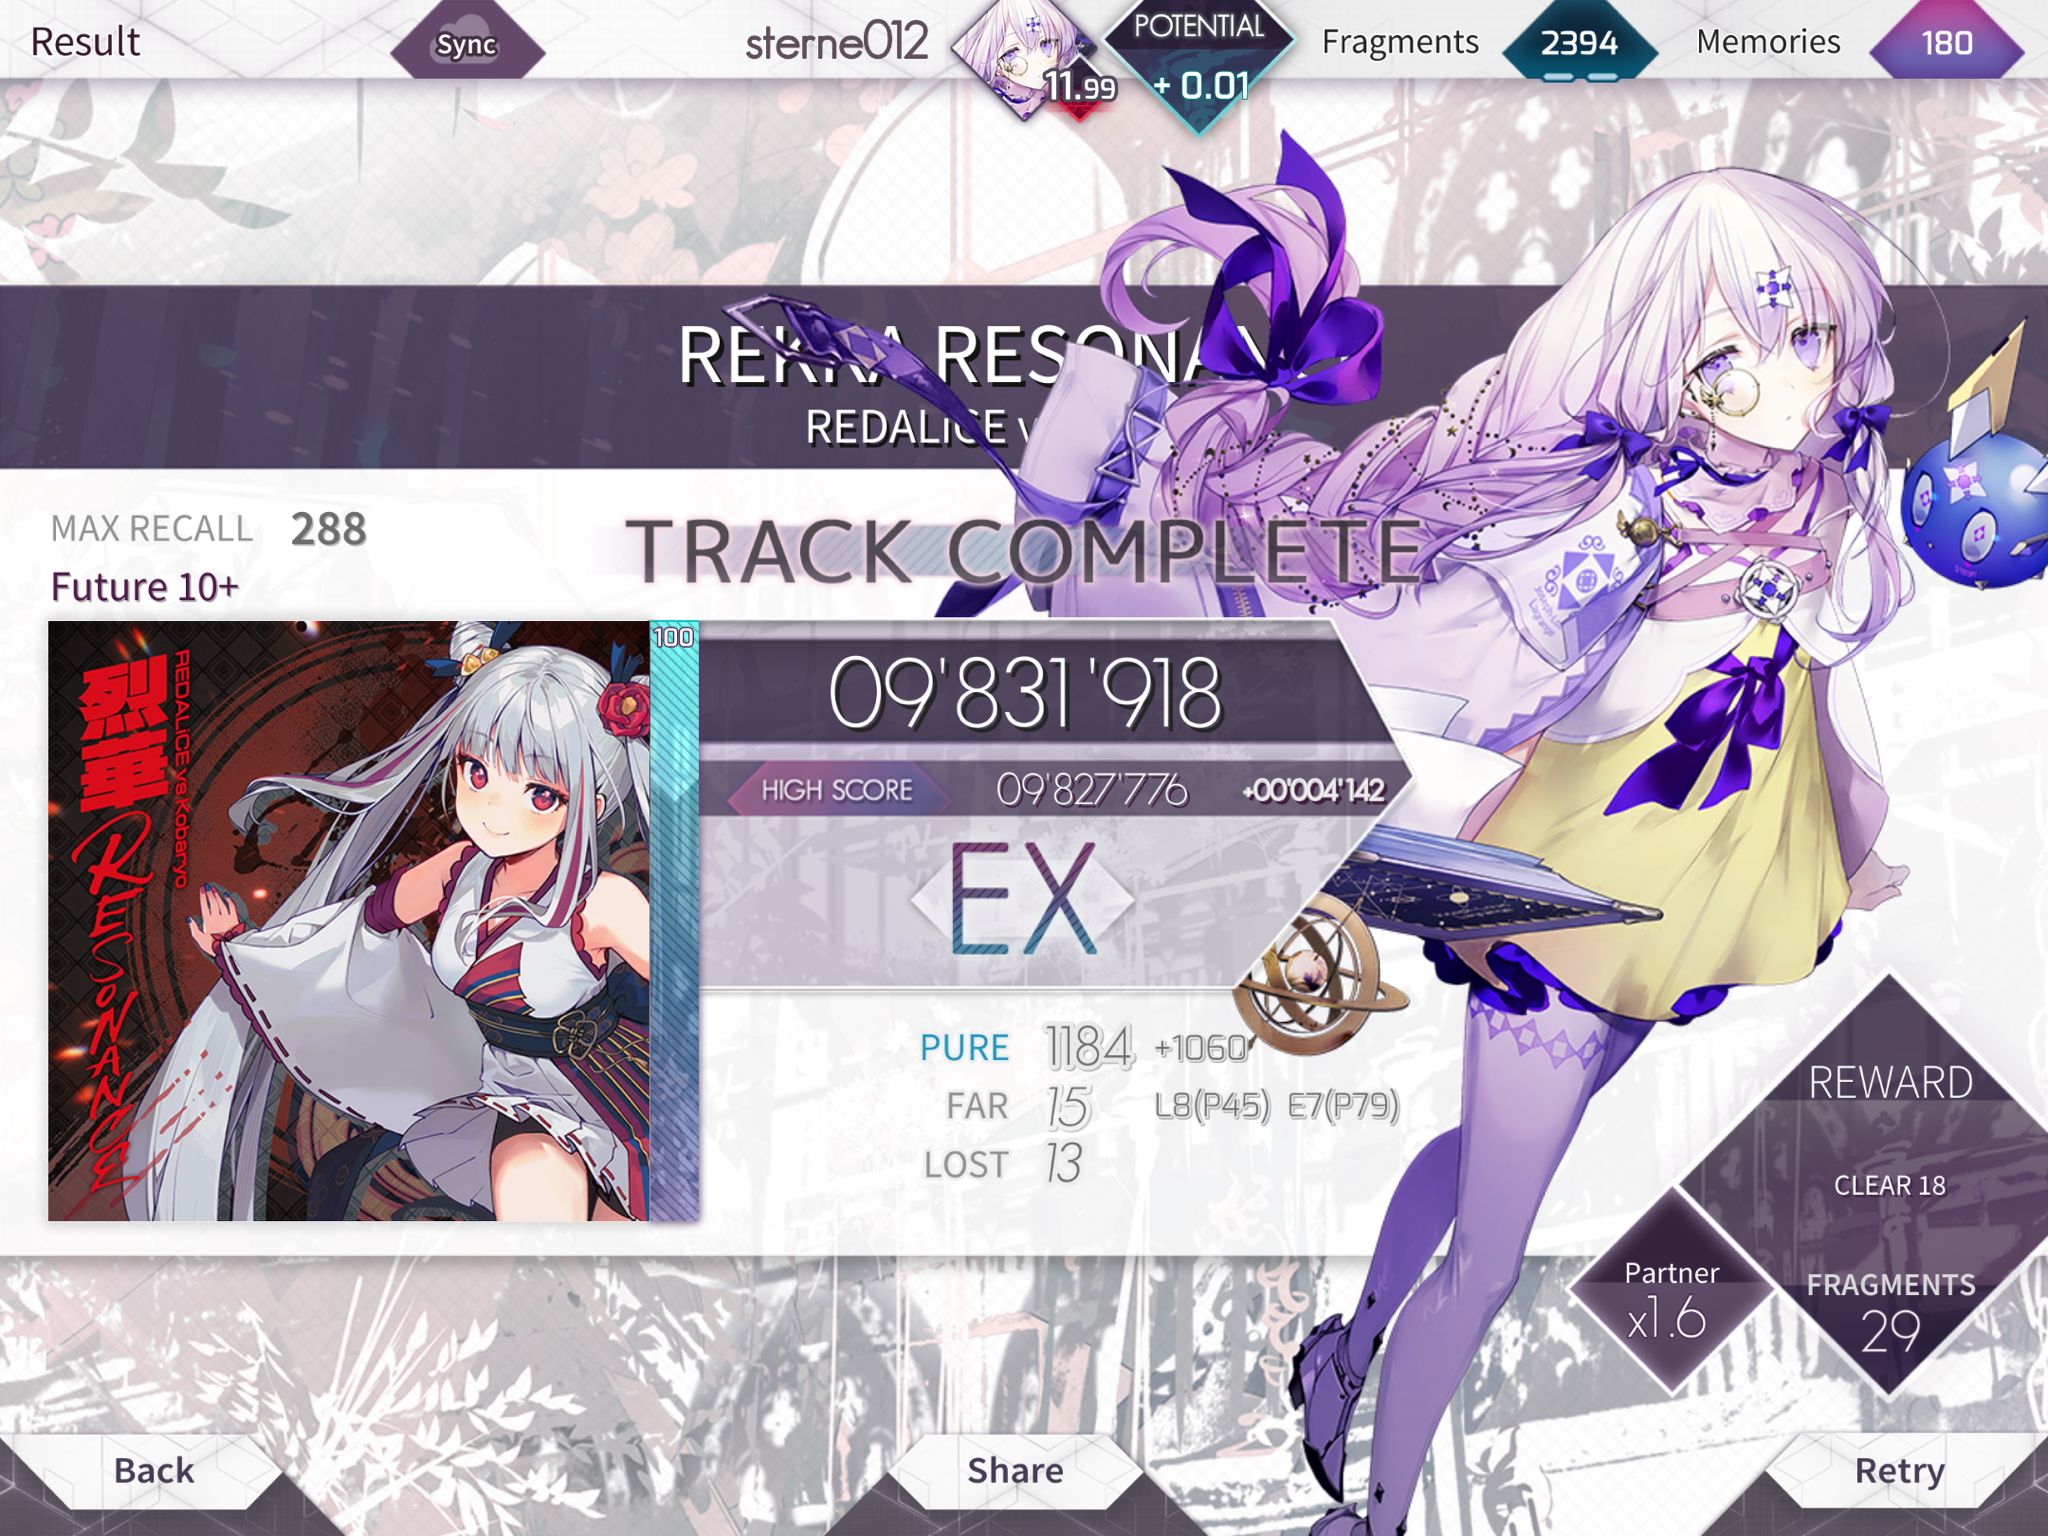 Result
Sync
sterne012
11.99
POTENTIAL
+ 0.01
Fragments
2394
Memories
180
REKKA RESONAN
REDALiCE v
MAX RECALL 288
TRACK COMPLETE
Future 10+
100
烈華
RESONANCE
REDALiCE vs Kobaryo
09'831'918
HIGH SCORE 09'827'776 +00'004'142
EX
PURE 1184 +1060
FAR 15 L8(P45) E7(P79)
LOST 13
REWARD
CLEAR 18
Partner
x1.6
FRAGMENTS
29
Back
Share
Retry